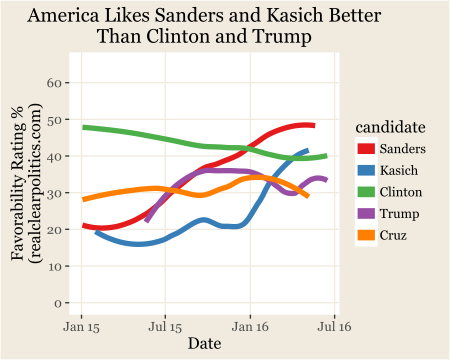 America Likes Sanders and Kasich Better
Than Clinton and Trump
Favorability Rating %
(realclearpolitics.com)
60
50
40
30
20
10
0
Jan 15
Jul 15
Jan 16
Jul 16
Date
candidate
Sanders
Kasich
Clinton
Trump
Cruz